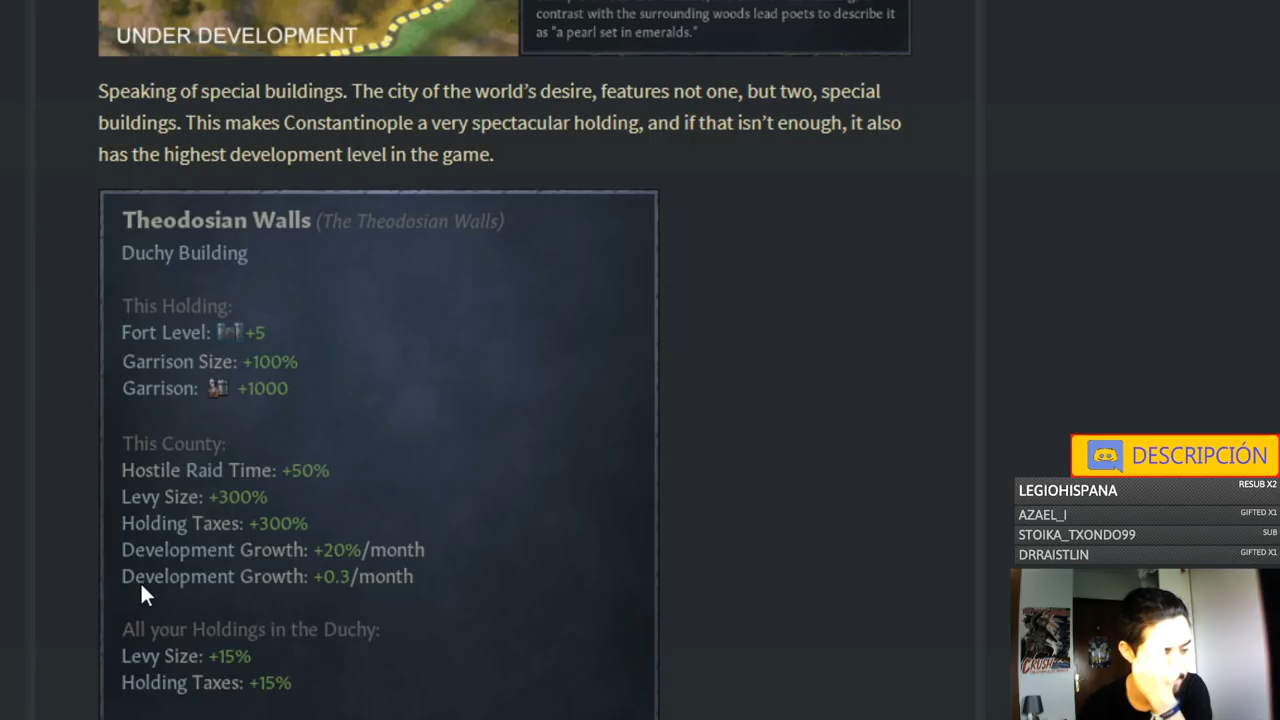 contrast with the surrounding woods lead poets to describe it
as "a pearl set in emeralds."
UNDER DEVELOPMENT
Speaking of special buildings. The city of the world's desire, features not one, but two, special
buildings. This makes Constantinople a very spectacular holding, and if that isn't enough, it also
has the highest development level in the game.
Theodosian Walls (The Theodosian Walls)
Duchy Building
This Holding:
Fort Level: +5
Garrison Size: +100%
Garrison: +1000
This County:
Hostile Raid Time: +50%
Levy Size: +300%
Holding Taxes: +300%
Development Growth: +20%/month
Development Growth: +0.3/month
All your Holdings in the Duchy:
Levy Size: +15%
Holding Taxes: +15%
DESCRIPCIÓN
LEGIOHISPANA RESUB X2
AZAEL_I GIFTED X1
STOIKA_TXONDO99 SUB
DRRAISTLIN GIFTED X1
CRUSH